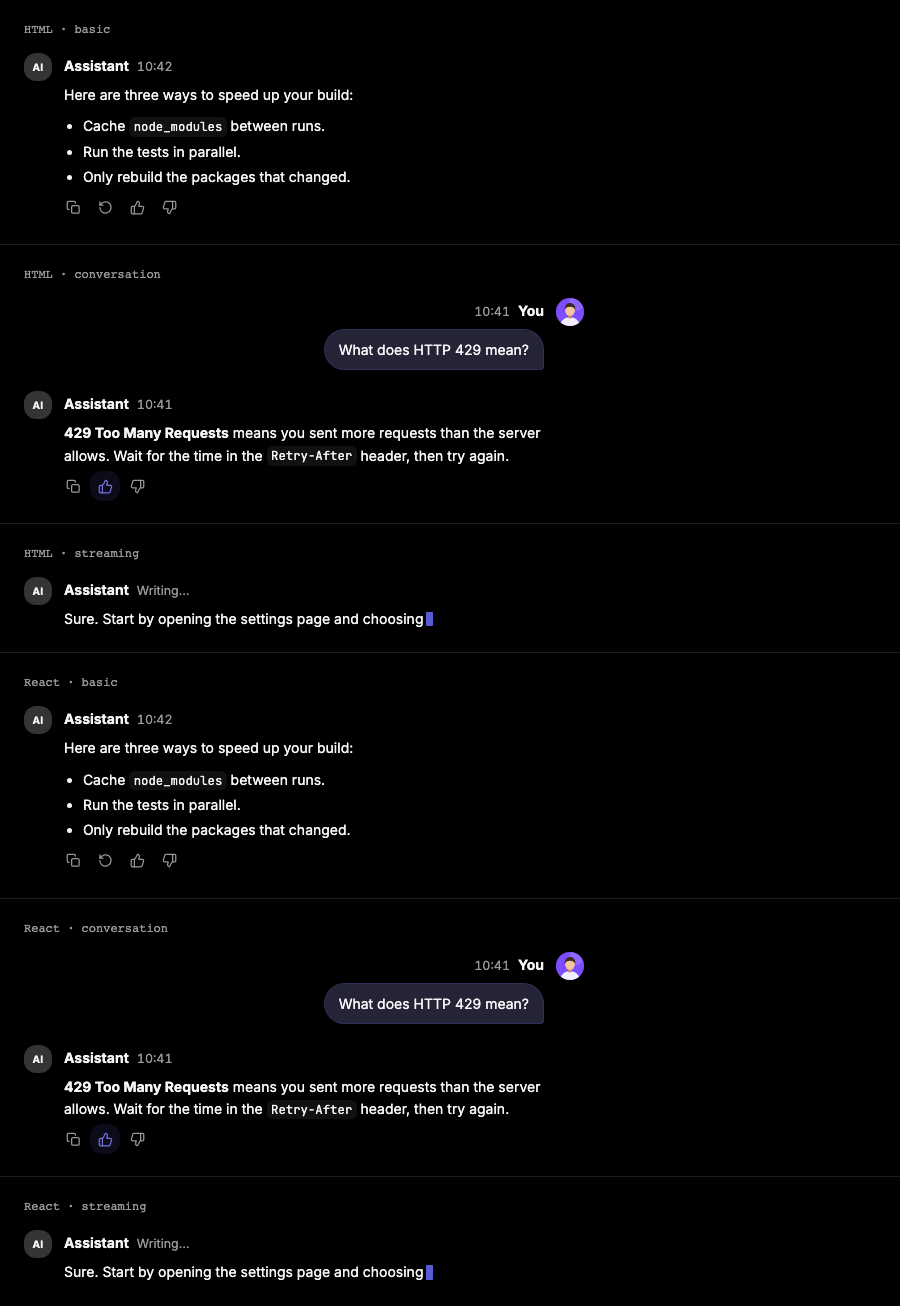 HTML · basic
AI Assistant 10:42
Here are three ways to speed up your build:
• Cache node_modules between runs.
• Run the tests in parallel.
• Only rebuild the packages that changed.
HTML · conversation
10:41 You
What does HTTP 429 mean?
AI Assistant 10:41
429 Too Many Requests means you sent more requests than the server
allows. Wait for the time in the Retry-After header, then try again.
HTML · streaming
AI Assistant Writing…
Sure. Start by opening the settings page and choosing
React · basic
AI Assistant 10:42
Here are three ways to speed up your build:
• Cache node_modules between runs.
• Run the tests in parallel.
• Only rebuild the packages that changed.
React · conversation
10:41 You
What does HTTP 429 mean?
AI Assistant 10:41
429 Too Many Requests means you sent more requests than the server
allows. Wait for the time in the Retry-After header, then try again.
React · streaming
AI Assistant Writing…
Sure. Start by opening the settings page and choosing